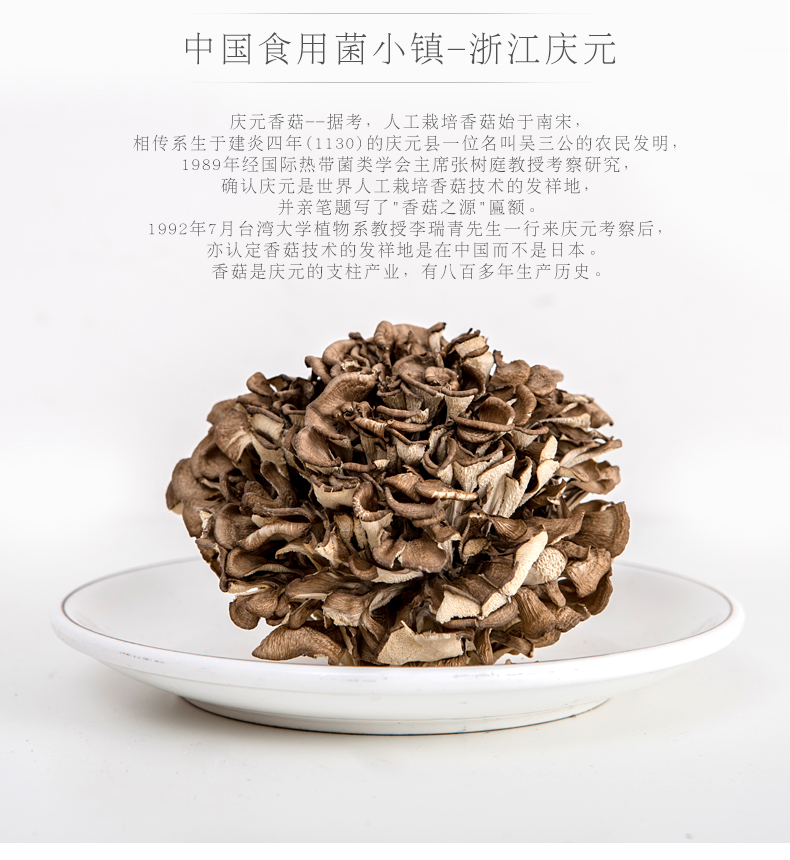 中国食用菌小镇-浙江庆元
庆元香菇--据考，人工栽培香菇始于南宋，
相传系生于建炎四年(1130)的庆元县一位名叫吴三公的农民发明，
1989年经国际热带菌类学会主席张树庭教授考察研究，
确认庆元是世界人工栽培香菇技术的发祥地，
并亲笔题写了"香菇之源"匾额。
1992年7月台湾大学植物系教授李瑞青先生一行来庆元考察后，
亦认定香菇技术的发祥地是在中国而不是日本。
香菇是庆元的支柱产业，有八百多年生产历史。